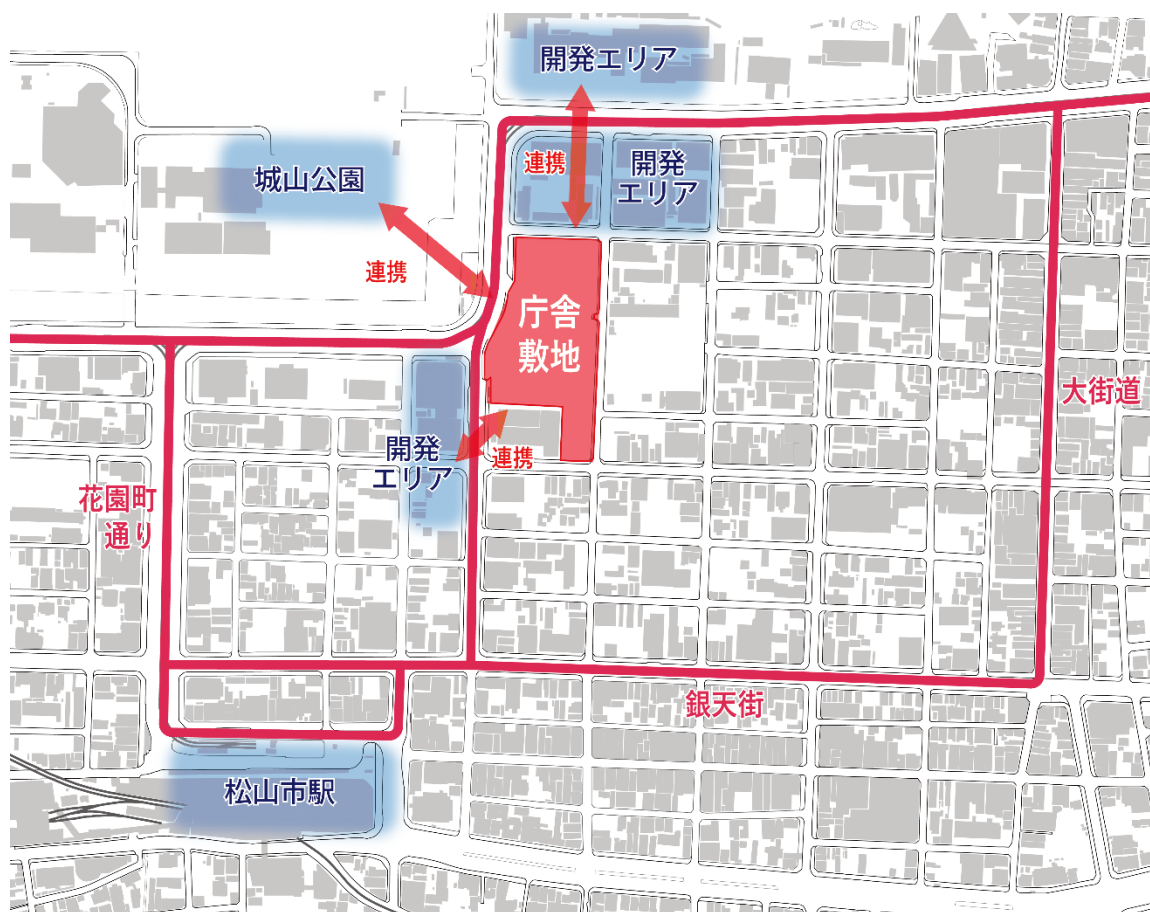 開発エリア
連携
開発
エリア
城山公園
連携
庁舎
敷地
大街道
開発
エリア
連携
花園町
通り
銀天街
松山市駅